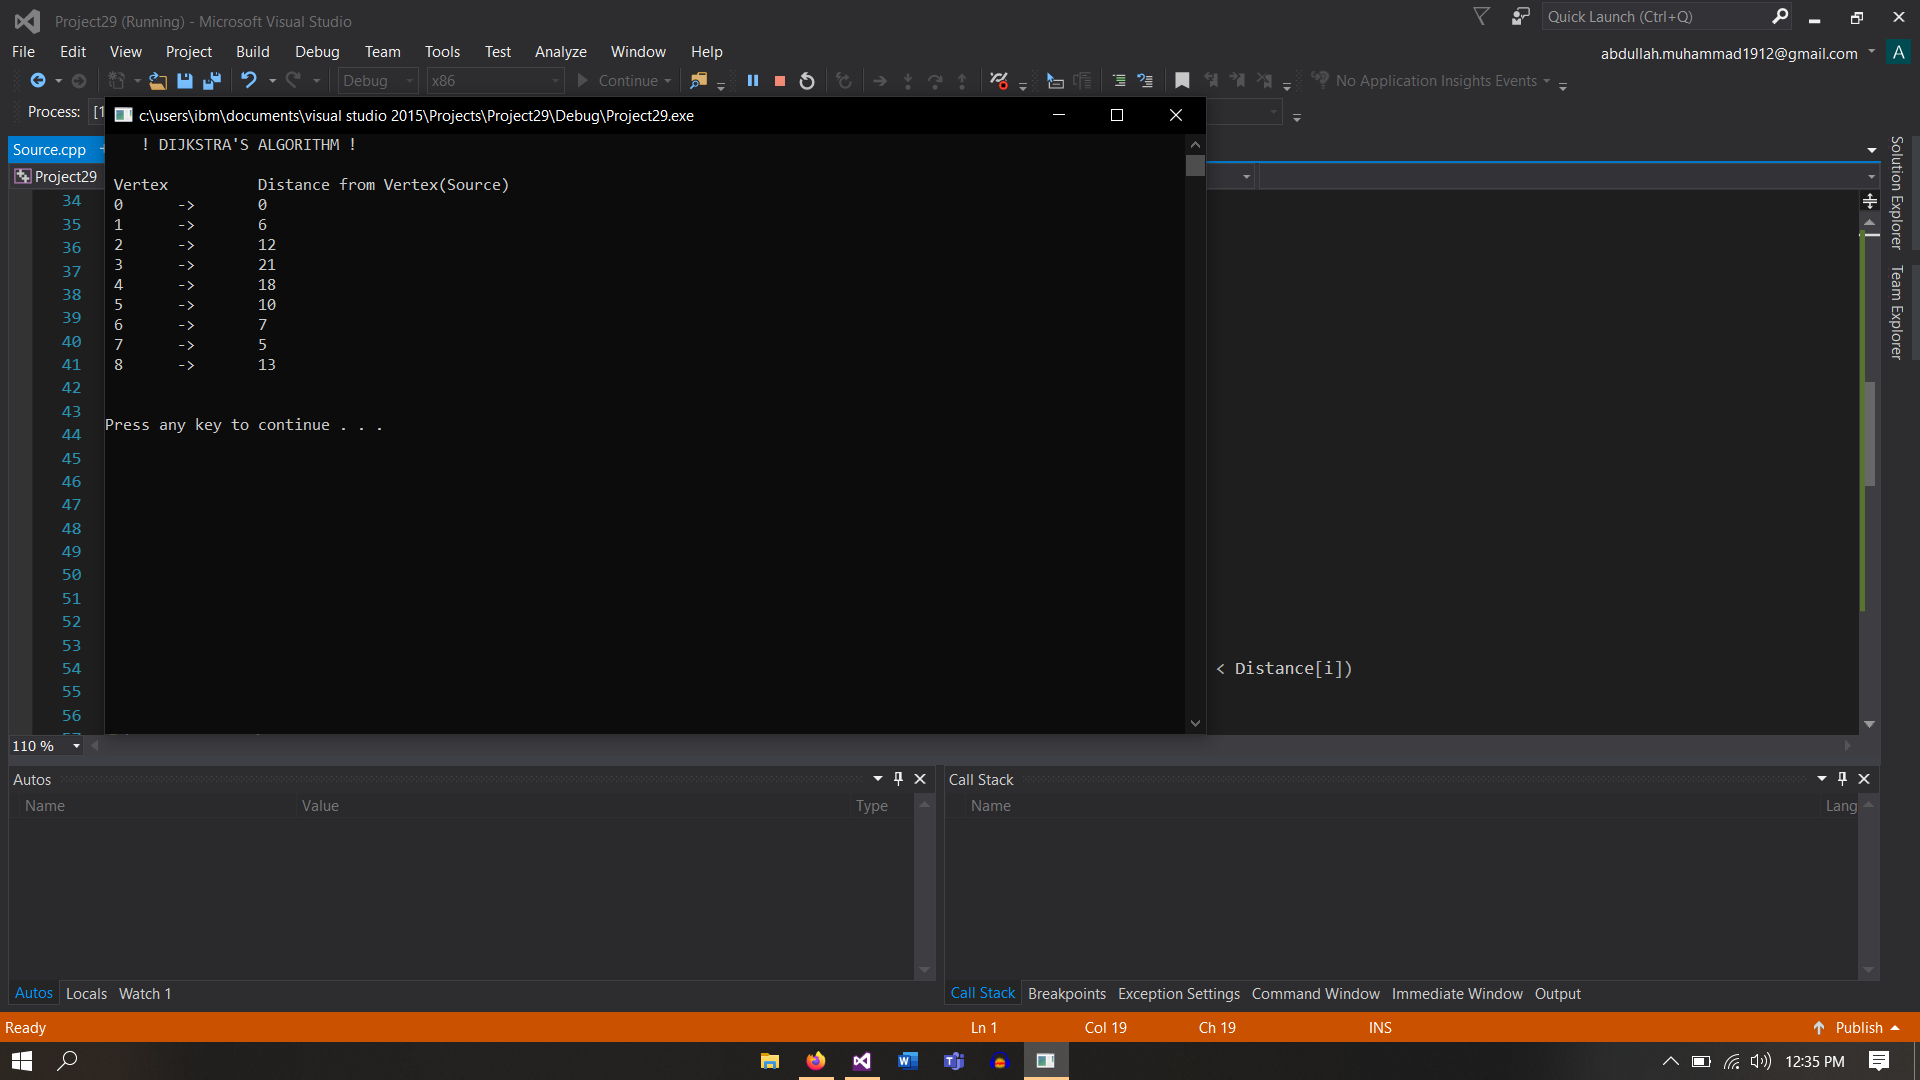 Project29 (Running) - Microsoft Visual Studio
Quick Launch (Ctrl+Q)
File Edit View Project Build Debug Team Tools Test Analyze Window Help
abdullah.muhammad1912@gmail.com A
Debug x86 Continue No Application Insights Events
Process: [1
c:\users\ibm\documents\visual studio 2015\Projects\Project29\Debug\Project29.exe
Source.cpp
Project29
! DIJKSTRA'S ALGORITHM !
Vertex Distance from Vertex(Source)
0 -> 0
1 -> 6
2 -> 12
3 -> 21
4 -> 18
5 -> 10
6 -> 7
7 -> 5
8 -> 13
Press any key to continue . . .
34
35
36
37
38
39
40
41
42
43
44
45
46
47
48
49
50
51
52
53
54 < Distance[i])
55
56
Solution Explorer
Team Explorer
110 %
Autos
Name Value Type
Call Stack
Name Lang
Autos Locals Watch 1
Call Stack Breakpoints Exception Settings Command Window Immediate Window Output
Ready Ln 1 Col 19 Ch 19 INS Publish
12:35 PM